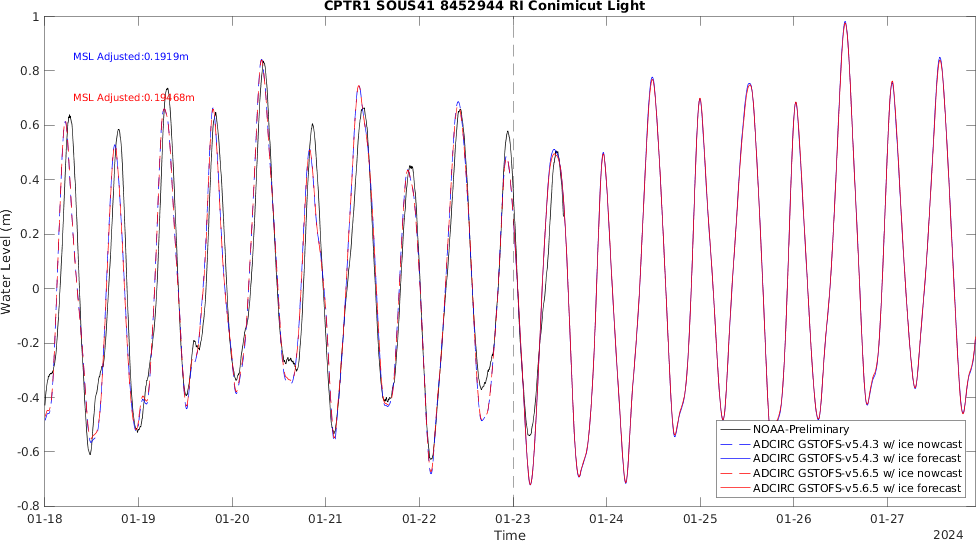 CPTR1 SOUS41 8452944 RI Conimicut Light
MSL Adjusted:0.1919m
MSL Adjusted:0.19468m
Water Level (m)
1
0.8
0.6
0.4
0.2
0
-0.2
-0.4
-0.6
-0.8
NOAA-Preliminary
ADCIRC GSTOFS-v5.4.3 w/ ice nowcast
ADCIRC GSTOFS-v5.4.3 w/ ice forecast
ADCIRC GSTOFS-v5.6.5 w/ ice nowcast
ADCIRC GSTOFS-v5.6.5 w/ ice forecast
01-18 01-19 01-20 01-21 01-22 01-23 01-24 01-25 01-26 01-27
Time
2024